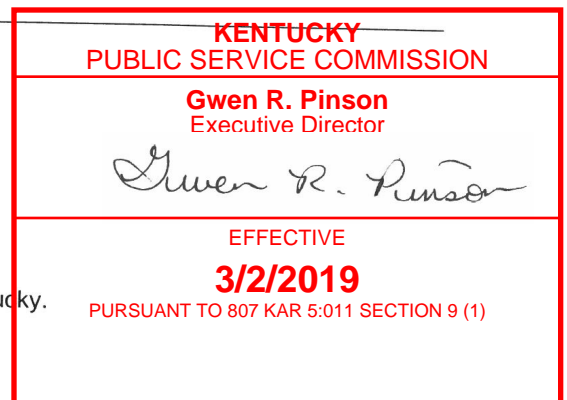 KENTUCKY
PUBLIC SERVICE COMMISSION
Gwen R. Pinson
Executive Director
Gwen R. Pinson
EFFECTIVE
3/2/2019
ucky.
PURSUANT TO 807 KAR 5:011 SECTION 9 (1)